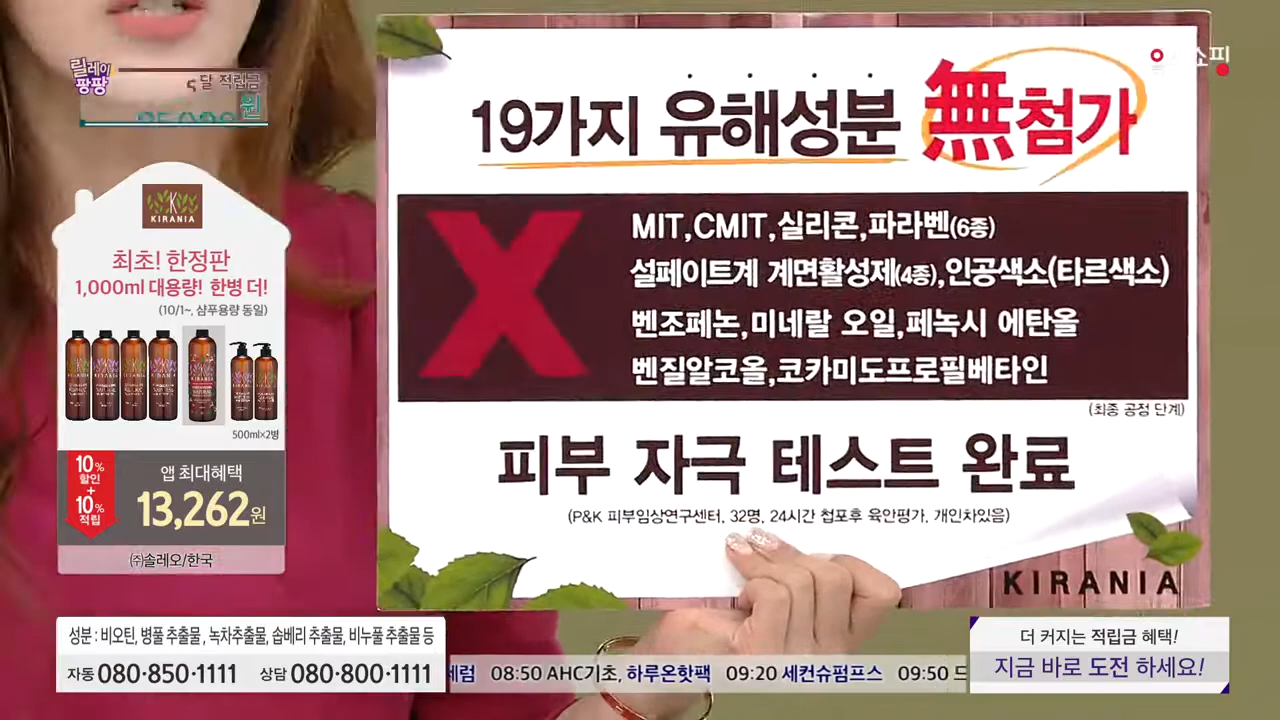 릴레이
팡팡
달 적립금
원
쇼핑
KIRANIA
최초! 한정판
1,000ml 대용량! 한병 더!
(10/1~, 샴푸용량 동일)
500ml×2병
10%
할인
+
10%
적립
앱 최대혜택
13,262원
㈜솔레오/한국
19가지 유해성분 無첨가
X
MIT,CMIT,실리콘,파라벤(6종)
설페이트계 계면활성제(4종),인공색소(타르색소)
벤조페논,미네랄 오일,페녹시 에탄올
벤질알코올,코카미도프로필베타인
(최종 공정 단계)
피부 자극 테스트 완료
(P&K 피부임상연구센터, 32명, 24시간 첩포후 육안평가, 개인차있음)
KIRANIA
성분 : 비오틴, 병풀 추출물, 녹차추출물, 솝베리 추출물, 비누풀 추출물 등
자동 080·850·1111 상담 080·800·1111
세럼 08:50 AHC기초, 하루온핫팩 09:20 세컨슈펌프스 09:50 드
더 커지는 적립금 혜택!
지금 바로 도전 하세요!